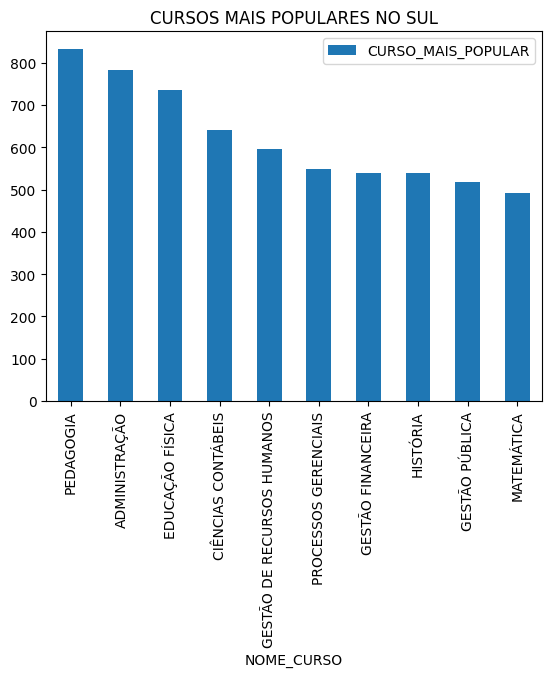 CURSOS MAIS POPULARES NO SUL
CURSO_MAIS_POPULAR
800
700
600
500
400
300
200
100
0
PEDAGOGIA
ADMINISTRAÇÃO
EDUCAÇÃO FÍSICA
CIÊNCIAS CONTÁBEIS
GESTÃO DE RECURSOS HUMANOS
PROCESSOS GERENCIAIS
GESTÃO FINANCEIRA
HISTÓRIA
GESTÃO PÚBLICA
MATEMÁTICA
NOME_CURSO